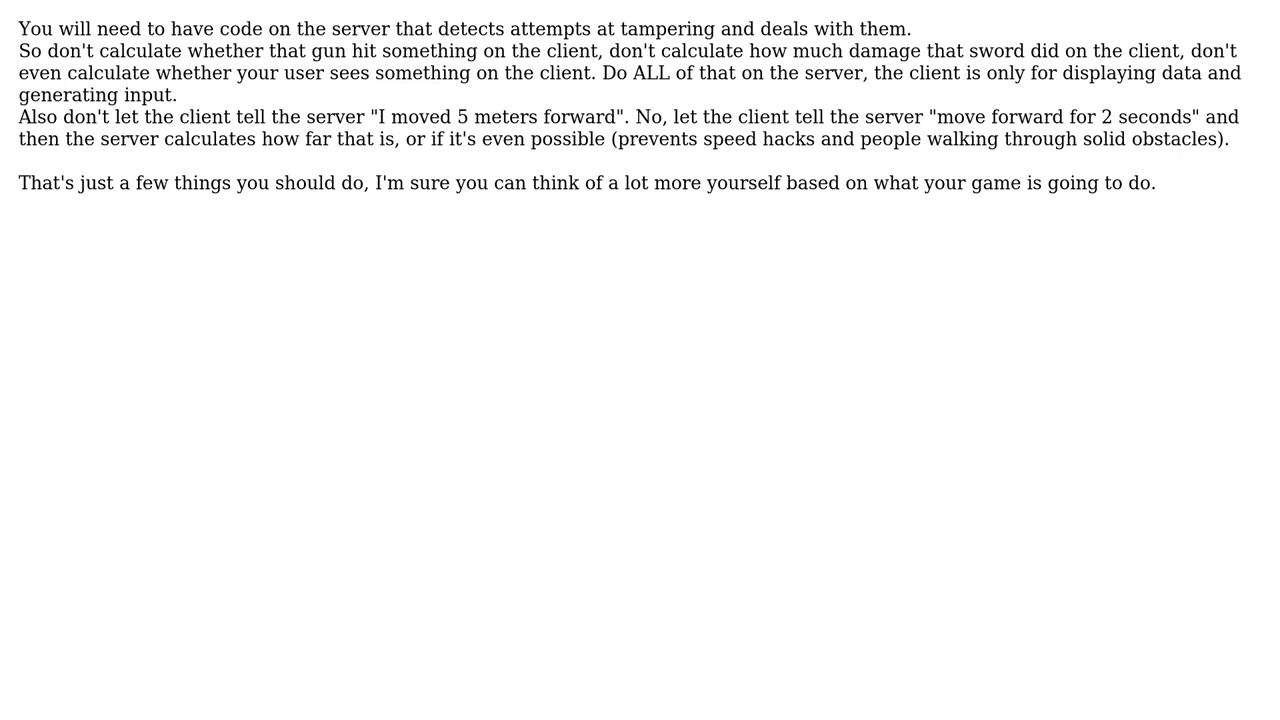 You will need to have code on the server that detects attempts at tampering and deals with them.
So don't calculate whether that gun hit something on the client, don't calculate how much damage that sword did on the client, don't
even calculate whether your user sees something on the client. Do ALL of that on the server, the client is only for displaying data and
generating input.
Also don't let the client tell the server "I moved 5 meters forward". No, let the client tell the server "move forward for 2 seconds" and
then the server calculates how far that is, or if it's even possible (prevents speed hacks and people walking through solid obstacles).

That's just a few things you should do, I'm sure you can think of a lot more yourself based on what your game is going to do.